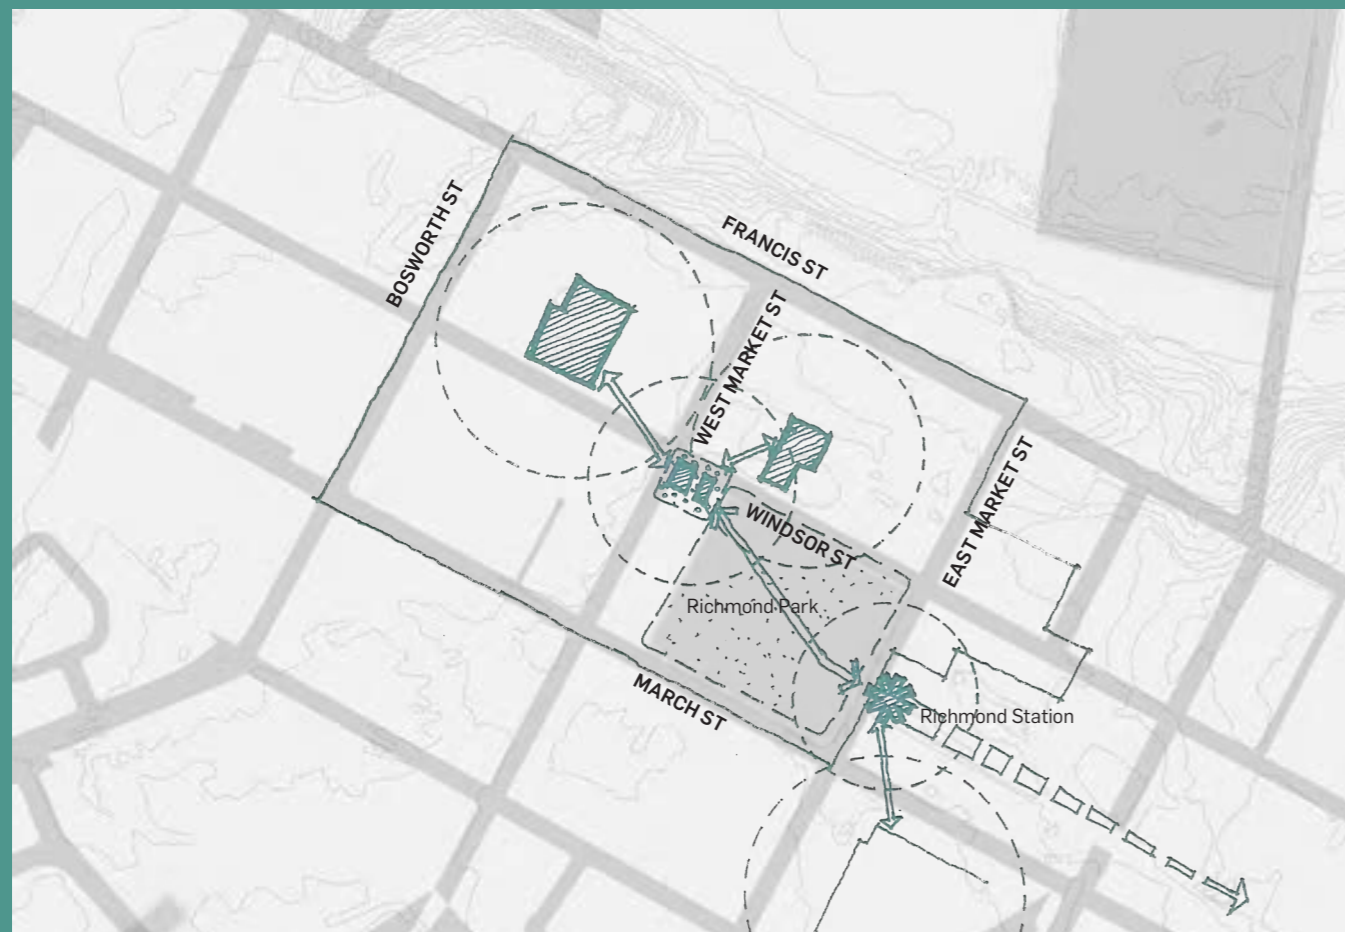 BOSWORTH ST
FRANCIS ST
WEST MARKET ST
EAST MARKET ST
WINDSOR ST
Richmond Park
MARCH ST
Richmond Station